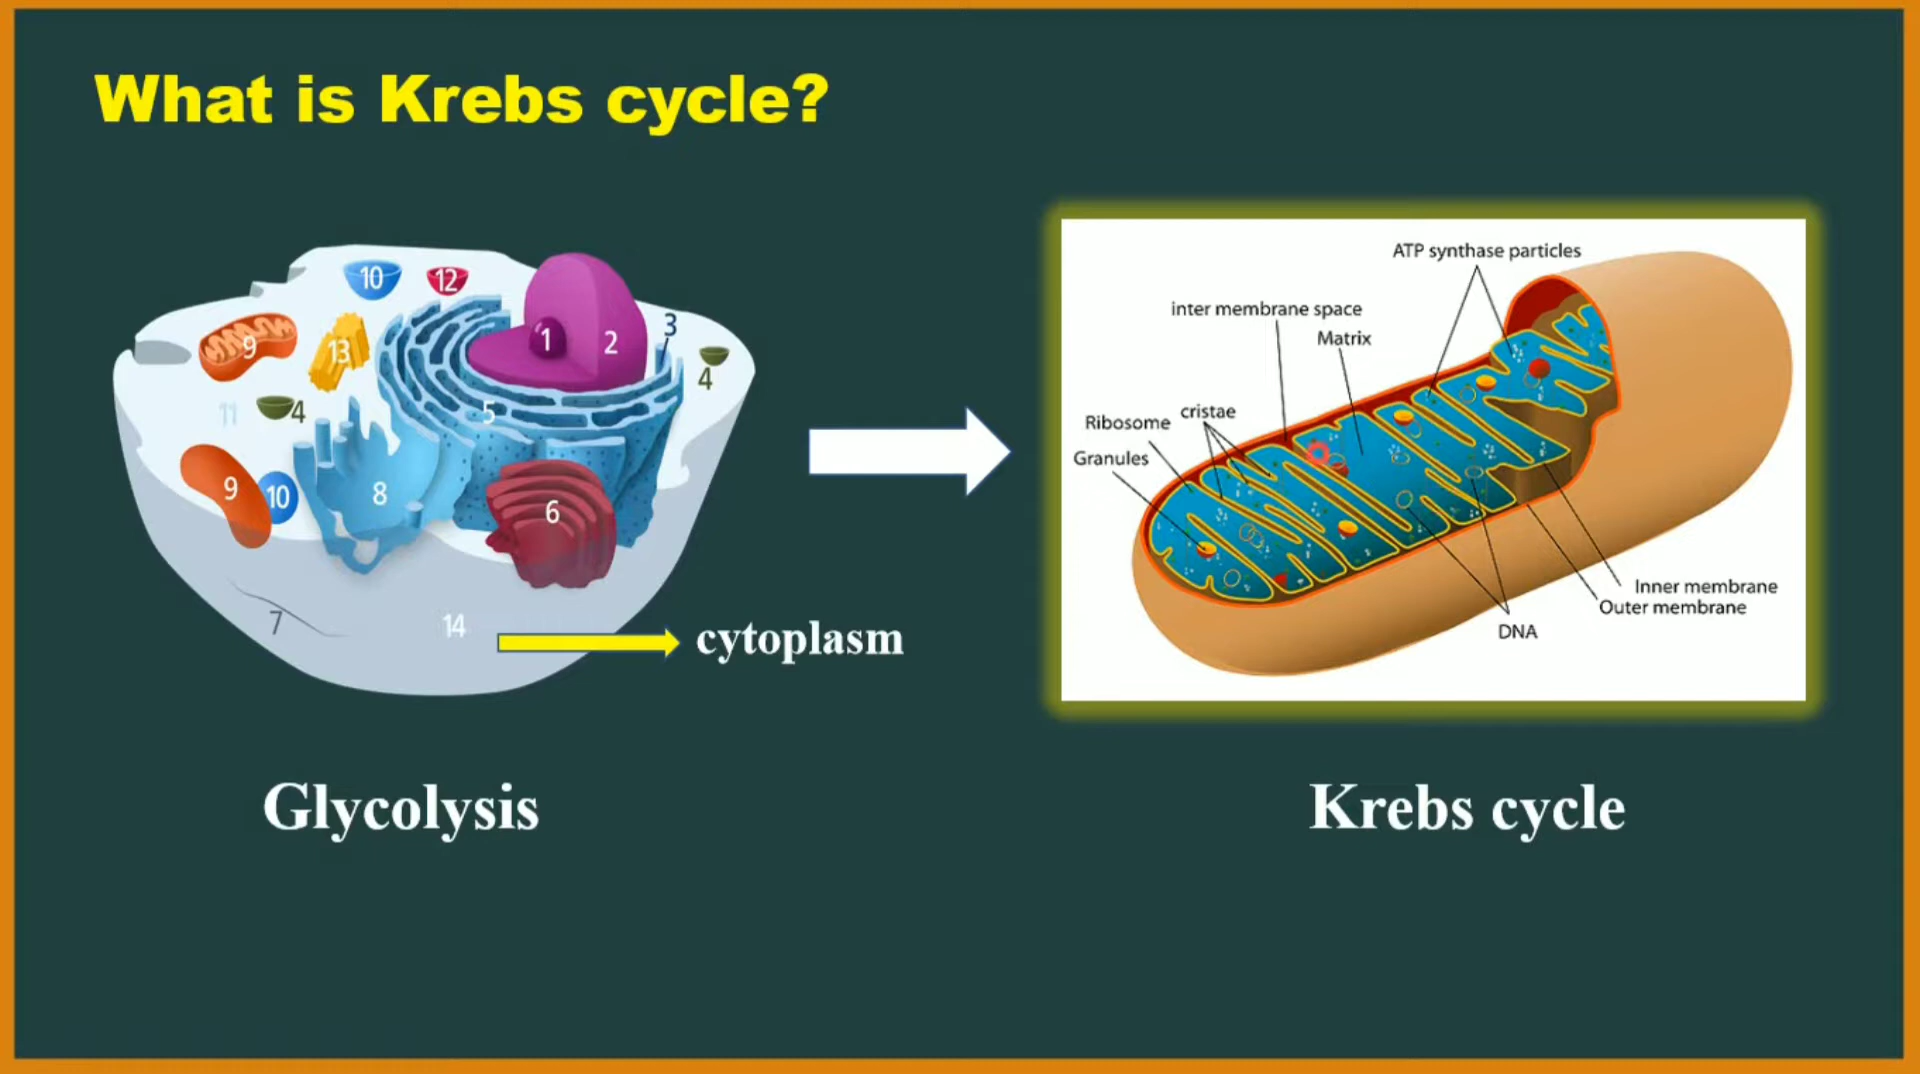 What is Krebs cycle?
10
12
9
13
1
2
3
4
11
4
5
9
10
8
6
7
14
cytoplasm
ATP synthase particles
inter membrane space
Matrix
Ribosome
cristae
Granules
Inner membrane
Outer membrane
DNA
Glycolysis
Krebs cycle